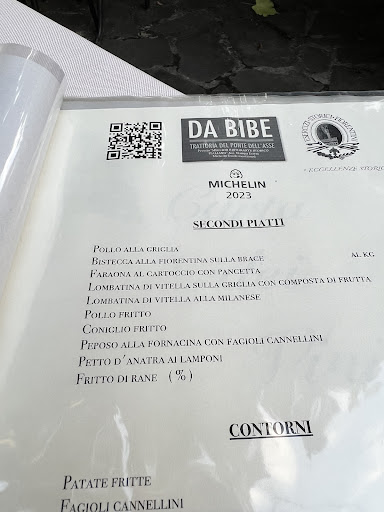 DA BIBE
TRATTORIA DEL PONTE DELL'ASSE
MICHELIN
2023
SECONDI PIATTI
POLLO ALLA GRIGLIA
BISTECCA ALLA FIORENTINA SULLA BRACE AL KG
FARAONA AL CARTOCCIO CON PANCETTA
LOMBATINA DI VITELLA SULLA GRIGLIA CON COMPOSTA DI FRUTTA
LOMBATINA DI VITELLA ALLA MILANESE
POLLO FRITTO
CONIGLIO FRITTO
PEPOSO ALLA FORNACINA CON FAGIOLI CANNELLINI
PETTO D'ANATRA AI LAMPONI
FRITTO DI RANE (%)
CONTORNI
PATATE FRITTE
FAGIOLI CANNELLINI